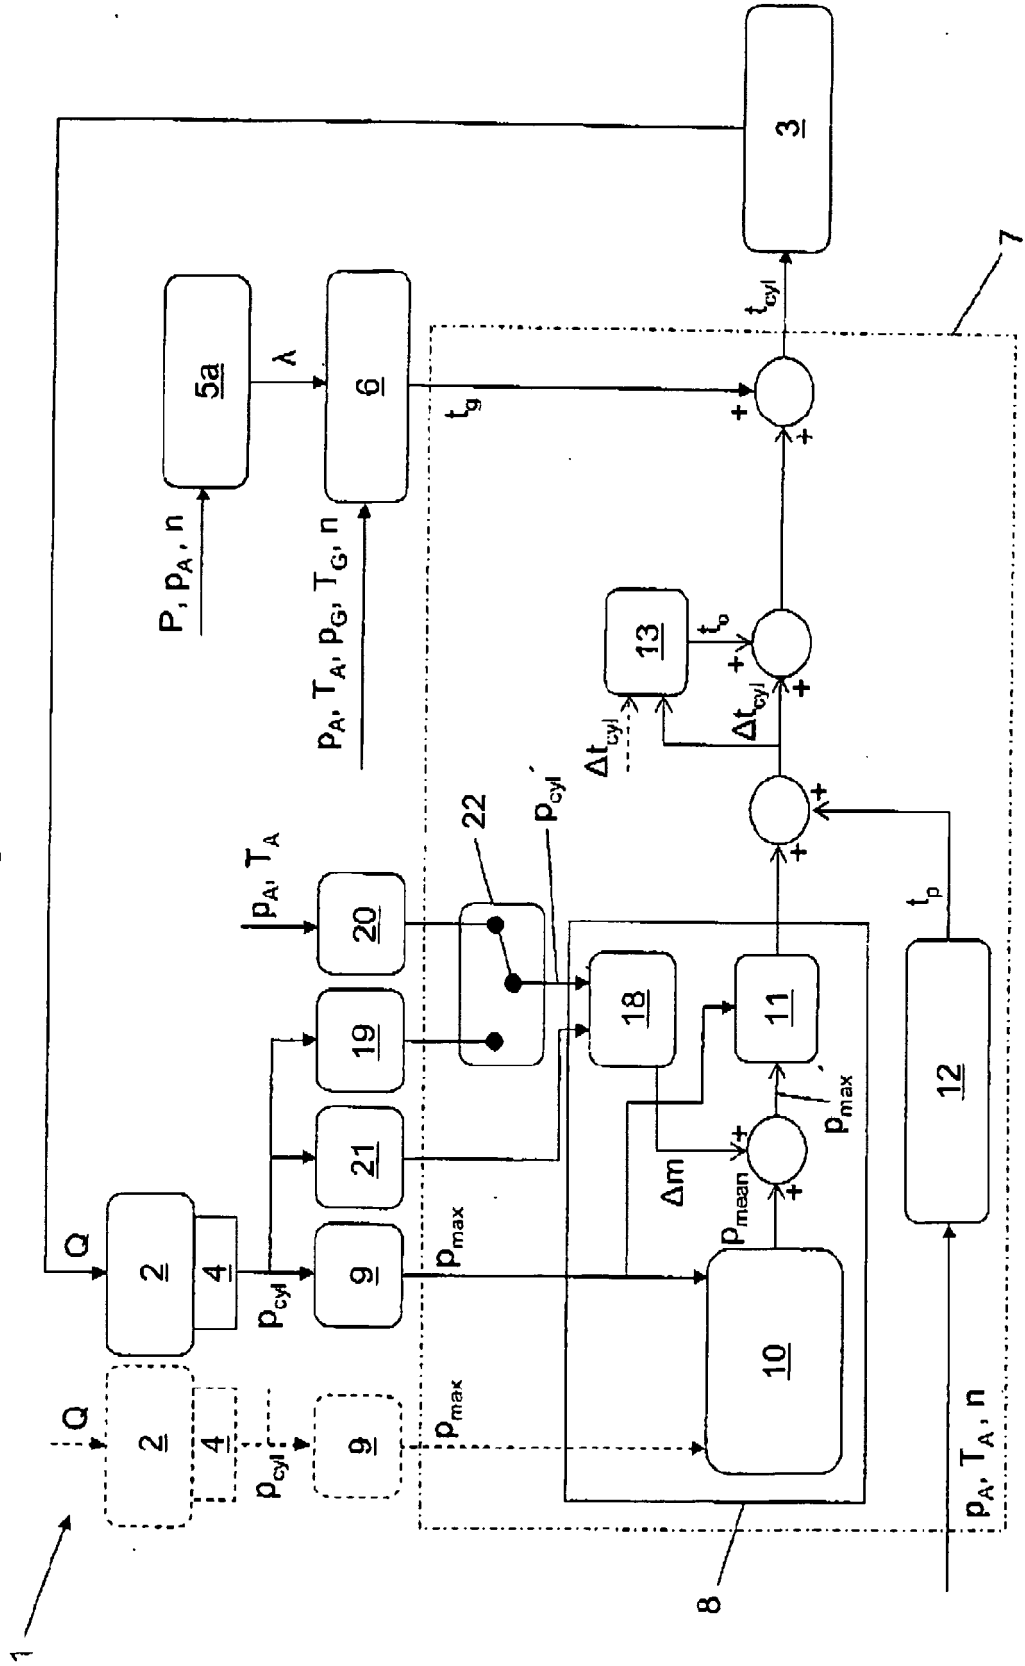 1
Q
2
4
p_cyl
9
p_max
Q
2
4
p_cyl
9
p_max
21
19
20
p_A, T_A
22
p_cyl'
P, p_A, n
5a
λ
p_A, T_A, p_G, T_G, n
6
t_g
8
10
p_mean
Δm
+
+
p_max'
18
11
p_A, T_A, n
12
t_p
+
+
Δt_cyl
Δt_cyl
13
t_o
+
+
+
+
t_cyl
3
7